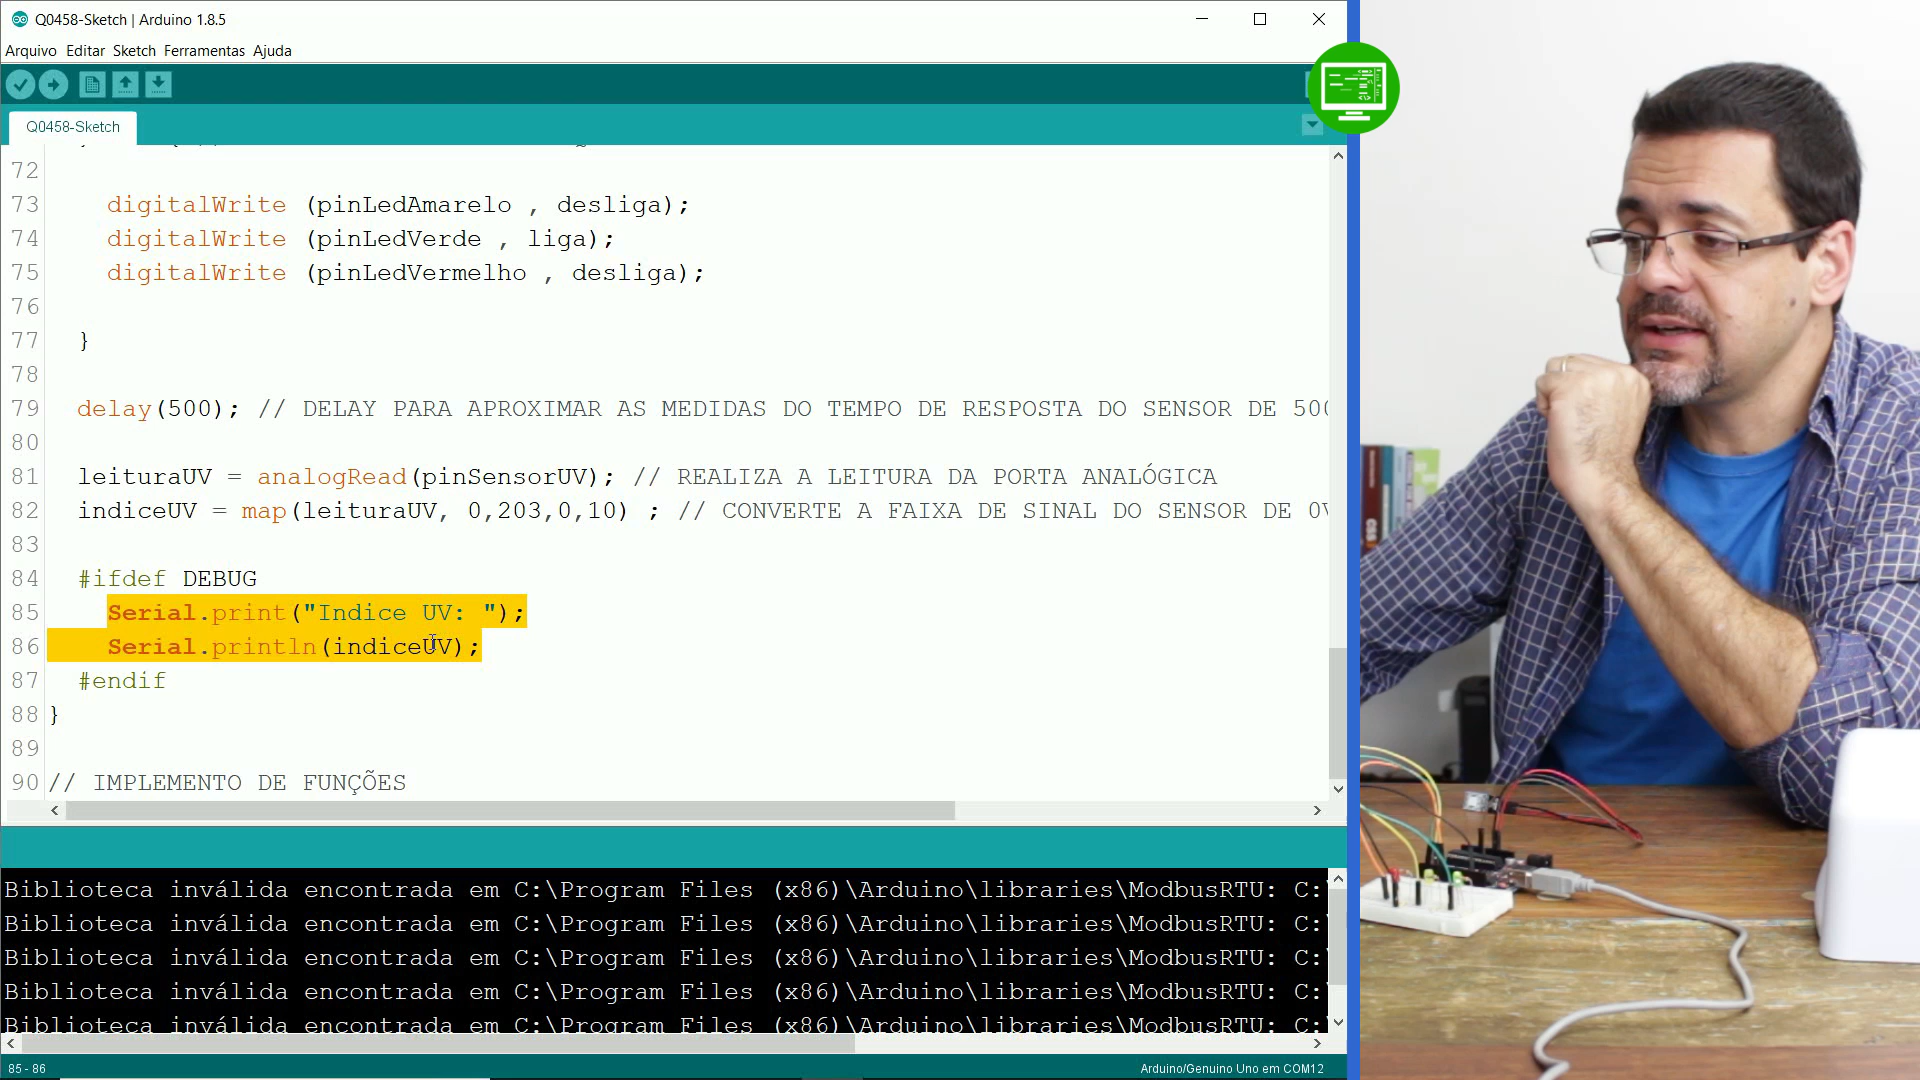 Q0458-Sketch | Arduino 1.8.5
Arquivo Editar Sketch Ferramentas Ajuda
Q0458-Sketch
72
73 digitalWrite (pinLedAmarelo , desliga);
74 digitalWrite (pinLedVerde , liga);
75 digitalWrite (pinLedVermelho , desliga);
76
77 }
78
79 delay(500); // DELAY PARA APROXIMAR AS MEDIDAS DO TEMPO DE RESPOSTA DO SENSOR DE 500
80
81 leituraUV = analogRead(pinSensorUV); // REALIZA A LEITURA DA PORTA ANALÓGICA
82 indiceUV = map(leituraUV, 0,203,0,10) ; // CONVERTE A FAIXA DE SINAL DO SENSOR DE 0V
83
84 #ifdef DEBUG
85 Serial.print("Indice UV: ");
86 Serial.println(indiceUV);
87 #endif
88 }
89
90 // IMPLEMENTO DE FUNÇÕES
Biblioteca inválida encontrada em C:\Program Files (x86)\Arduino\libraries\ModbusRTU: C:\
Biblioteca inválida encontrada em C:\Program Files (x86)\Arduino\libraries\ModbusRTU: C:\
Biblioteca inválida encontrada em C:\Program Files (x86)\Arduino\libraries\ModbusRTU: C:\
Biblioteca inválida encontrada em C:\Program Files (x86)\Arduino\libraries\ModbusRTU: C:\
Biblioteca inválida encontrada em C:\Program Files (x86)\Arduino\libraries\ModbusRTU: C:\
85 - 86
Arduino/Genuino Uno em COM12